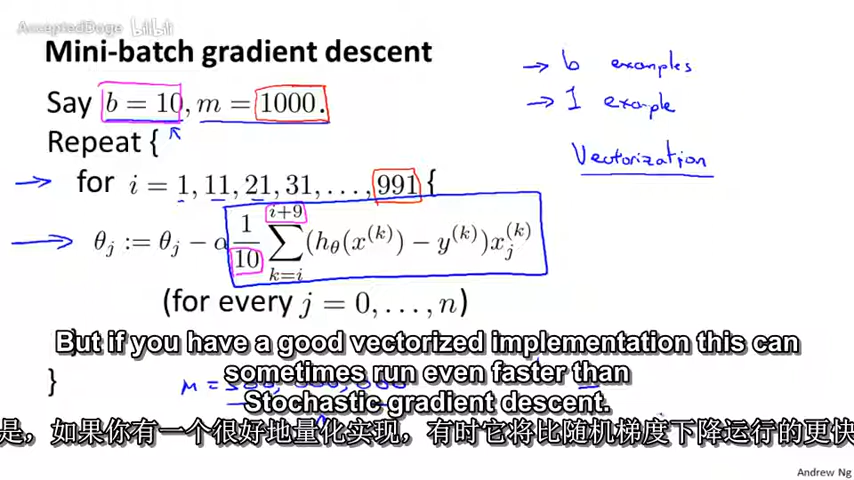 AcceptedDoge bilibili
Mini-batch gradient descent
Say b = 10, m = 1000.
Repeat {
for i = 1, 11, 21, 31, . . . , 991 {
θ_j := θ_j − α 1/10 ∑_{k=i}^{i+9} (h_θ(x^{(k)}) − y^{(k)}) x_j^{(k)}
(for every j = 0, . . . , n)
}
→ b examples
→ 1 example
Vectorization
But if you have a good vectorized implementation this can
sometimes run even faster than
Stochastic gradient descent.
是，如果你有一个很好地量化实现，有时它将比随机梯度下降运行的更快
Andrew Ng